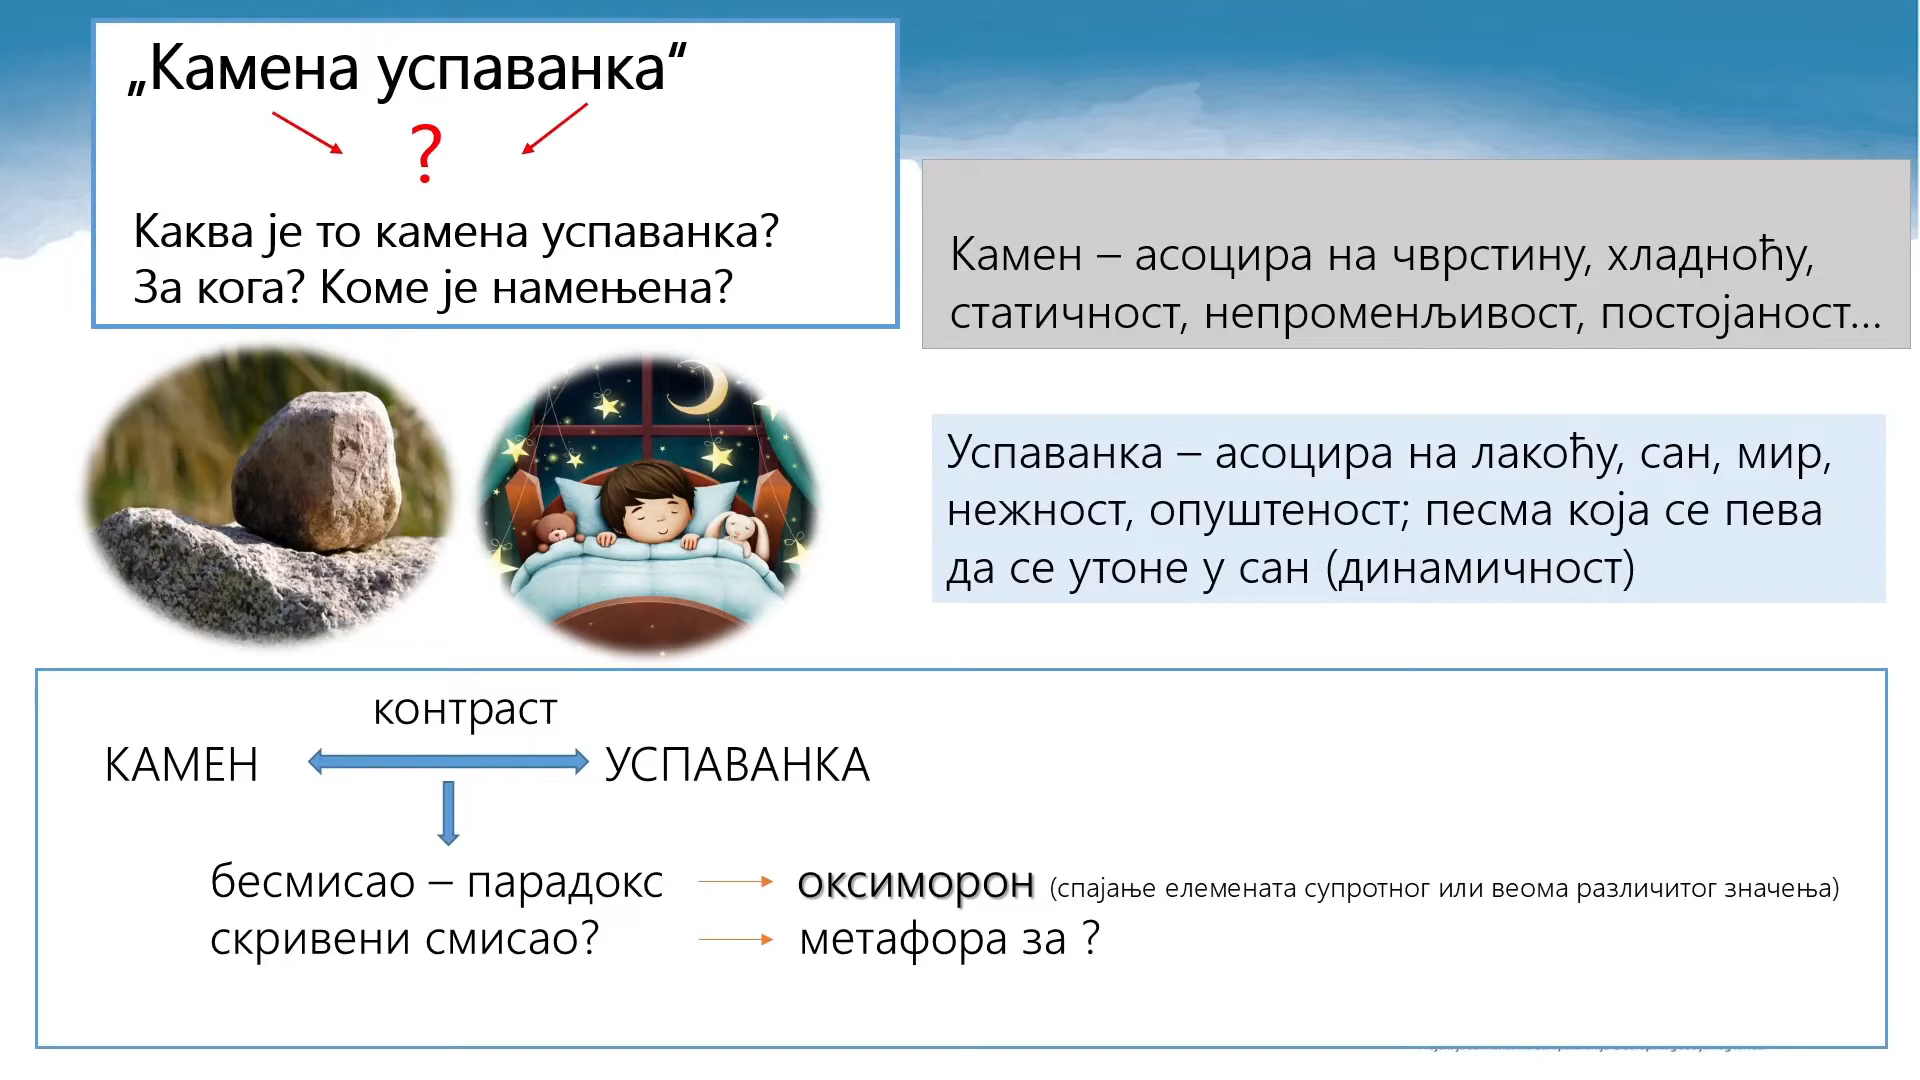 „Камена успаванка“
?
Каква је то камена успаванка?
За кога? Коме је намењена?
Камен – асоцира на чврстину, хладноћу,
статичност, непроменљивост, постојаност...
Успаванка – асоцира на лакоћу, сан, мир,
нежност, опуштеност; песма која се пева
да се утоне у сан (динамичност)
контраст
КАМЕН УСПАВАНКА
бесмисао – парадокс оксиморон (спајање елемената супротног или веома различитог значења)
скривени смисао? метафора за ?